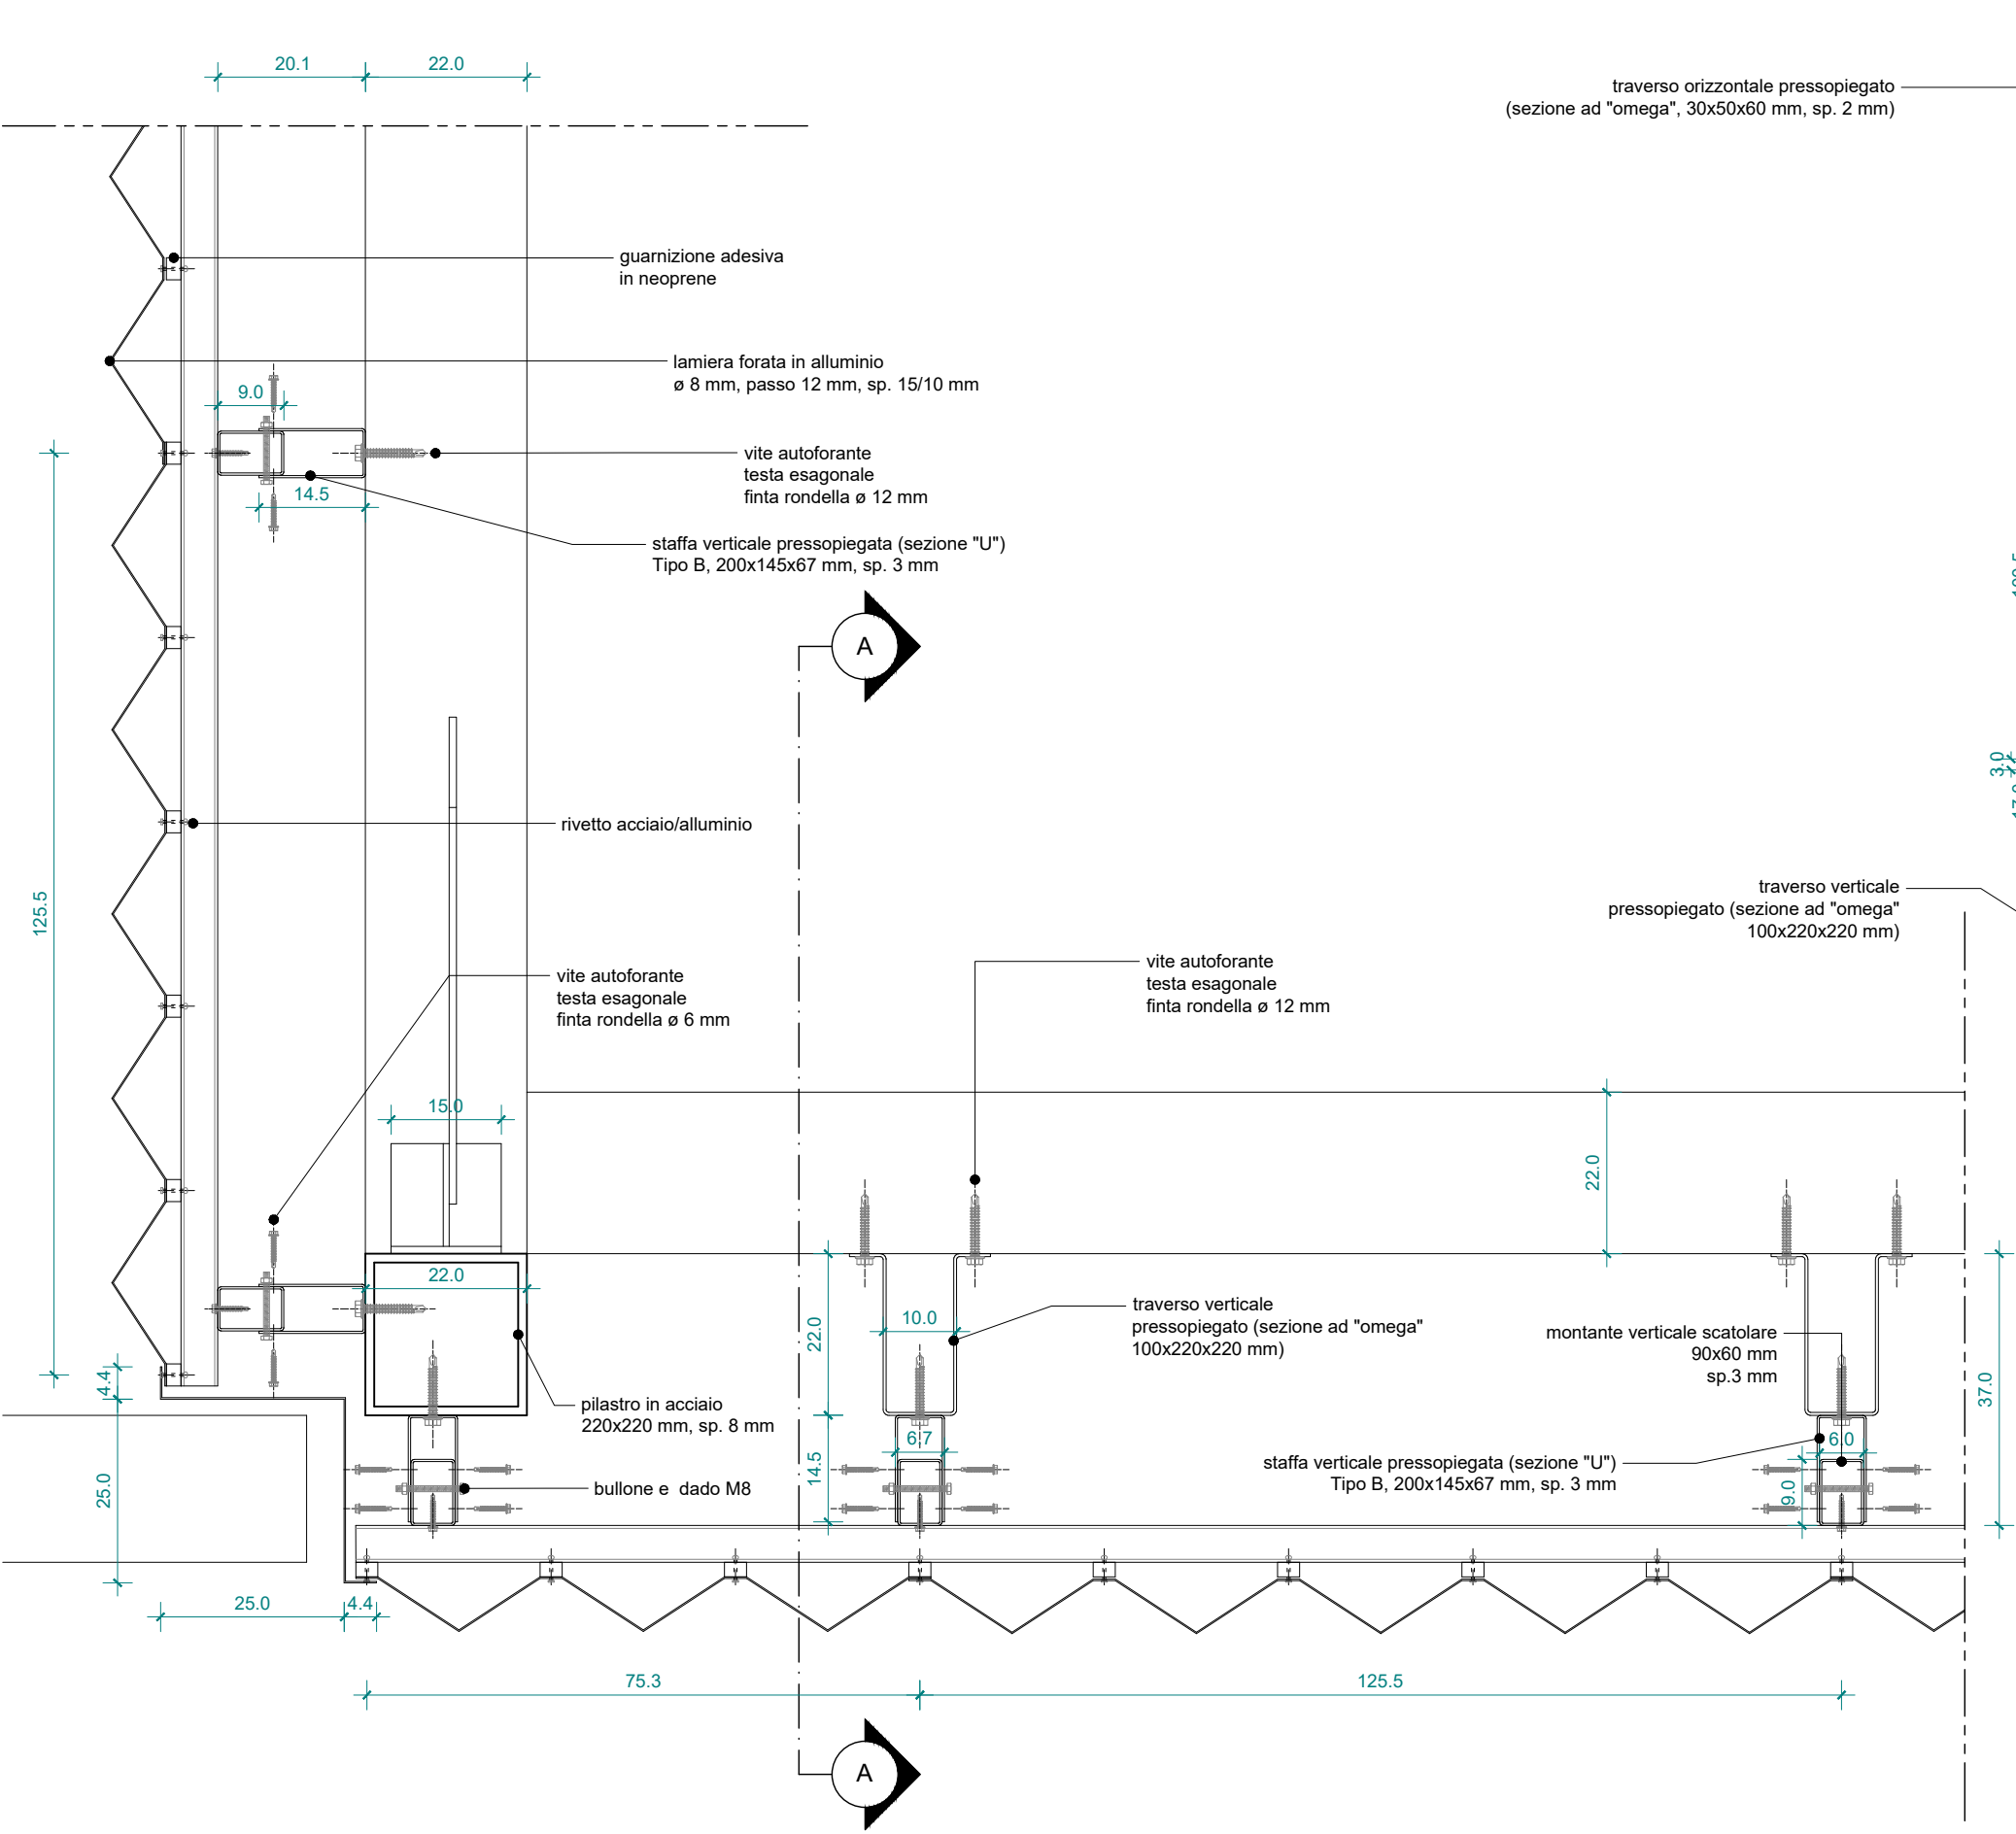 20.1
22.0
traverso orizzontale pressopiegato
(sezione ad "omega", 30x50x60 mm, sp. 2 mm)
guarnizione adesiva
in neoprene
lamiera forata in alluminio
ø 8 mm, passo 12 mm, sp. 15/10 mm
9.0
vite autoforante
testa esagonale
finta rondella ø 12 mm
14.5
staffa verticale pressopiegata (sezione "U")
Tipo B, 200x145x67 mm, sp. 3 mm
A
3.0
rivetto acciaio/alluminio
125.5
traverso verticale
pressopiegato (sezione ad "omega"
100x220x220 mm)
vite autoforante
testa esagonale
finta rondella ø 6 mm
vite autoforante
testa esagonale
finta rondella ø 12 mm
15.0
22.0
22.0
22.0
10.0
traverso verticale
pressopiegato (sezione ad "omega"
100x220x220 mm)
montante verticale scatolare
90x60 mm
sp.3 mm
37.0
4.4
pilastro in acciaio
220x220 mm, sp. 8 mm
6.7
6.0
14.5
staffa verticale pressopiegata (sezione "U")
Tipo B, 200x145x67 mm, sp. 3 mm
9.0
25.0
bullone e dado M8
25.0
4.4
75.3
125.5
A